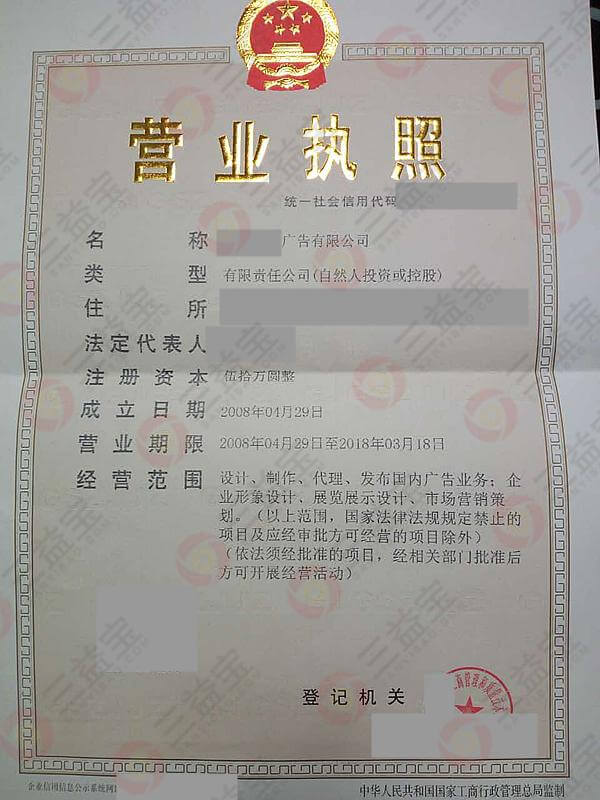 营业执照
统一社会信用代码
名称 广告有限公司
类型 有限责任公司(自然人投资或控股)
住所
法定代表人
注册资本 伍拾万圆整
成立日期 2008年04月29日
营业期限 2008年04月29日至2018年03月18日
经营范围 设计、制作、代理、发布国内广告业务；企
业形象设计、展览展示设计、市场营销策
划。（以上范围，国家法律法规规定禁止的
项目及应经审批方可经营的项目除外）
（依法须经批准的项目，经相关部门批准后
方可开展经营活动）
登记机关
企业信用信息公示系统网
中华人民共和国国家工商行政管理总局监制
三益宝